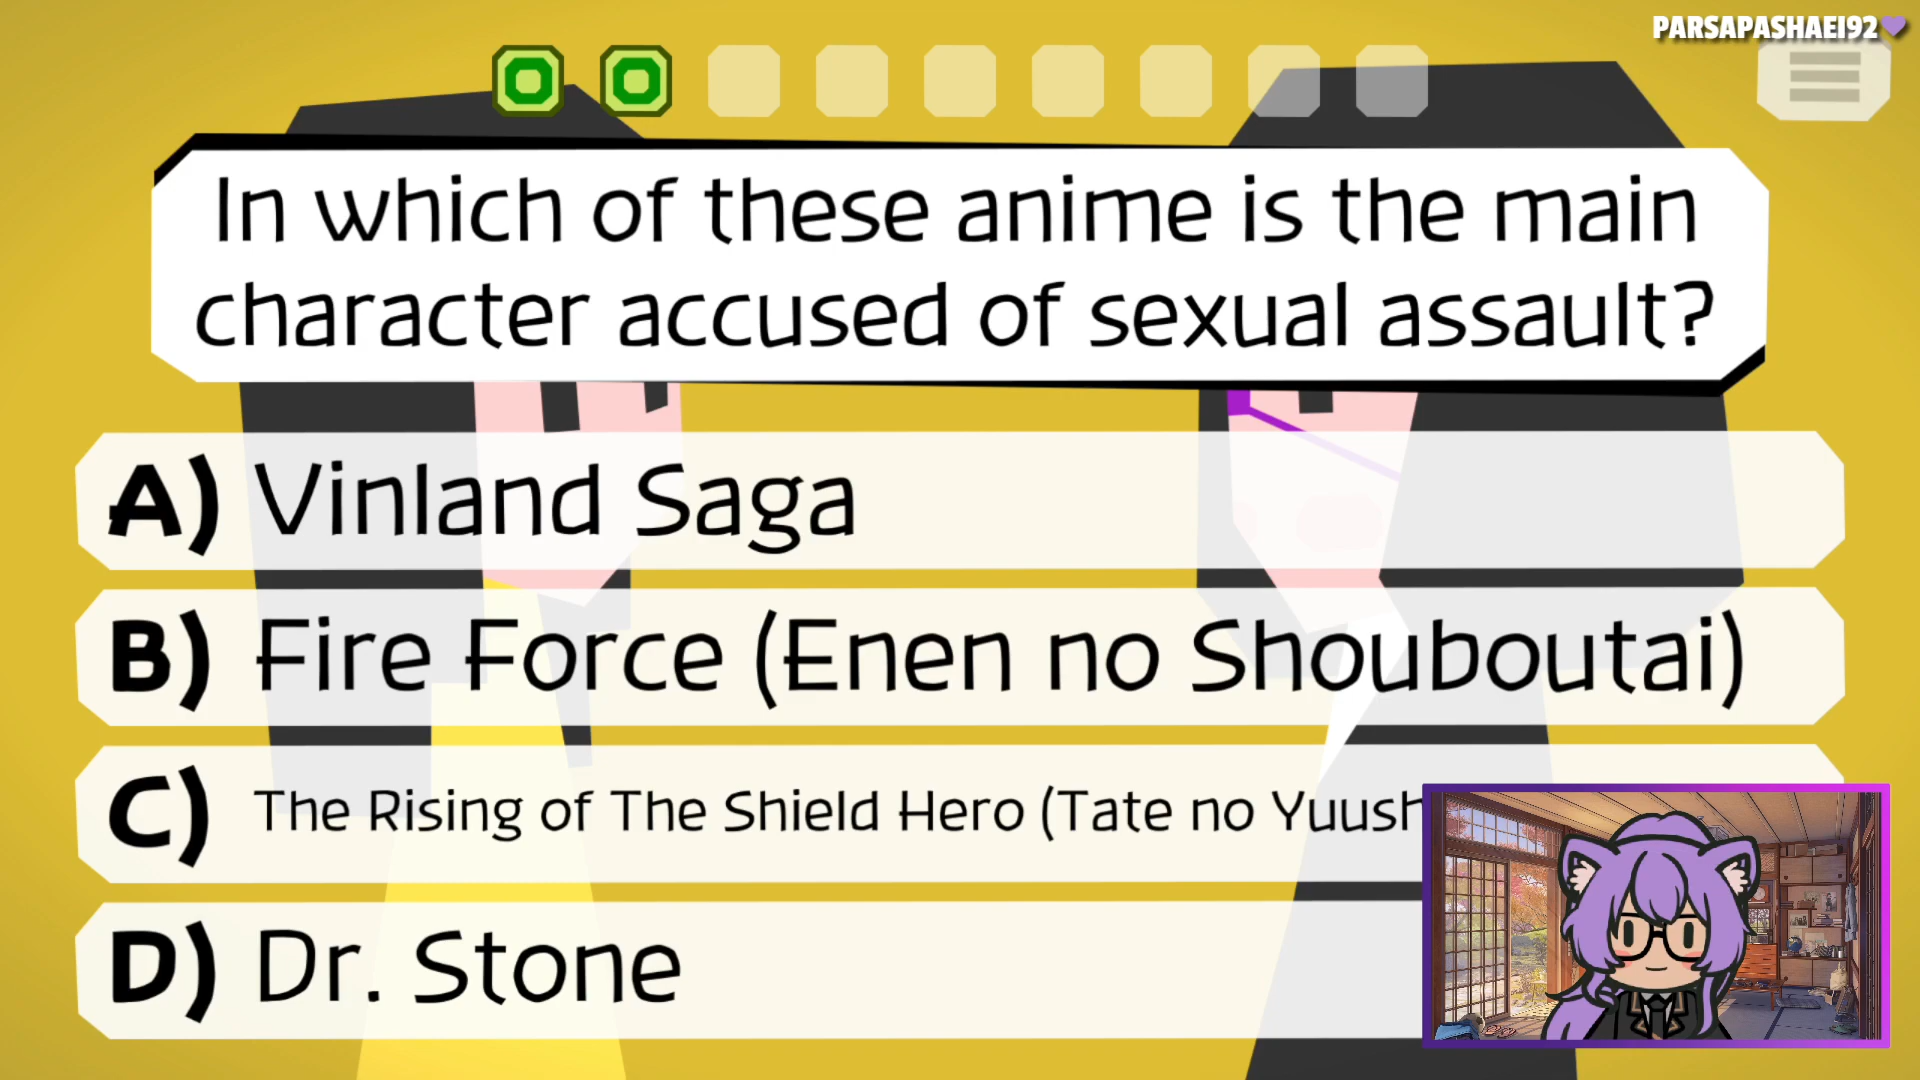 PARSAPASHAEI92
In which of these anime is the main
character accused of sexual assault?
A) Vinland Saga
B) Fire Force (Enen no Shouboutai)
C) The Rising of The Shield Hero (Tate no Yuush
D) Dr. Stone